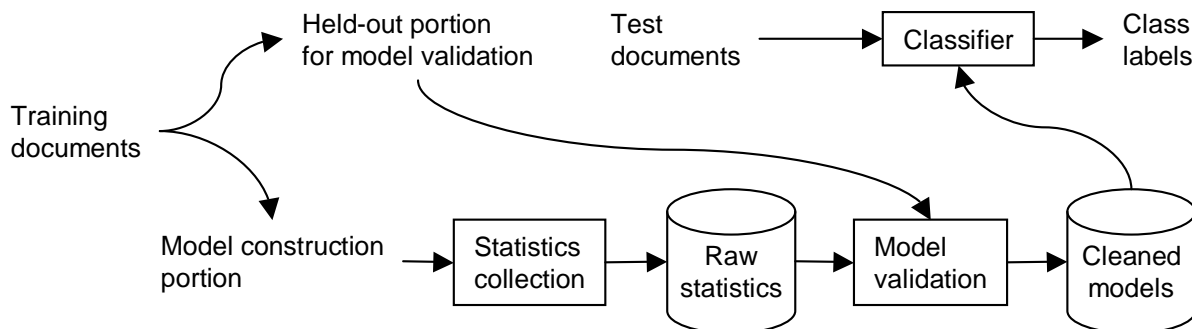 Held-out portion
for model validation
Test
documents
Classifier
Class
labels
Training
documents
Model construction
portion
Statistics
collection
Raw
statistics
Model
validation
Cleaned
models